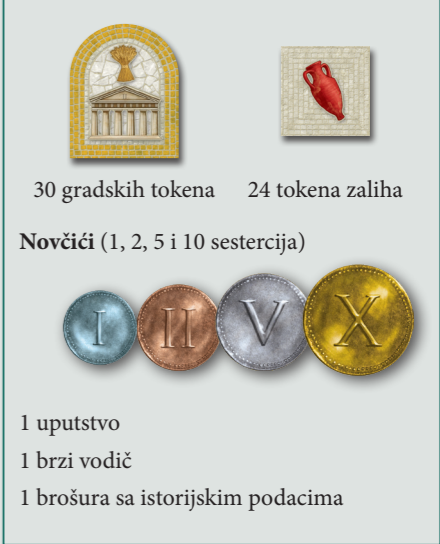 30 gradskih tokena 24 tokena zaliha
Novčići (1, 2, 5 i 10 sestercija)
I II V X
1 uputstvo
1 brzi vodič
1 brošura sa istorijskim podacima